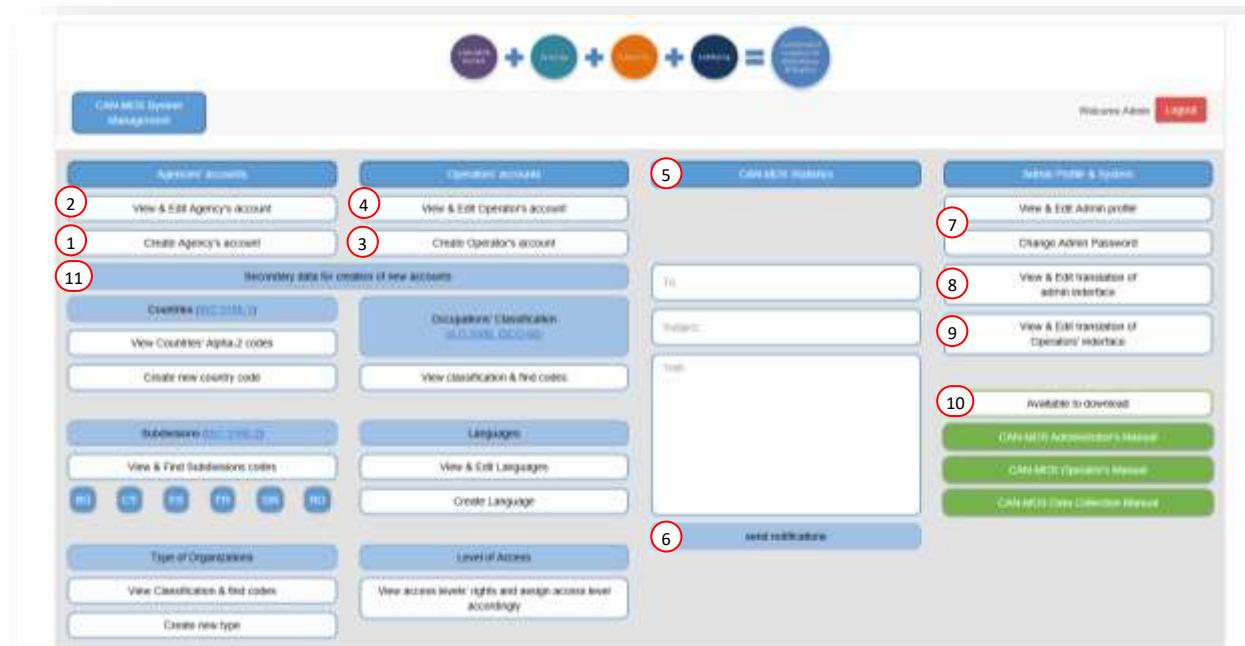 CAN-MDS System
Management
Welcome Admin
Logout
Agencies' accounts
2
View & Edit Agency's account
1
Create Agency's account
Operators' accounts
4
View & Edit Operator's account
3
Create Operator's account
5
CAN-MDS Statistics
Admin Profile & System
7
View & Edit Admin profile
Change Admin Password
8
View & Edit translation of
admin interface
9
View & Edit translation of
Operators' interface
11
Secondary data for creation of new accounts
Countries
View Countries' Alpha-2 codes
Create new country code
Occupations' Classification
View classification & find codes
To
Subject
Text
10
Available to download
CAN-MDS Administrator's Manual
CAN-MDS Operator's Manual
CAN-MDS Data Collection Manual
Subdivisions
View & Find Subdivisions codes
BG CY ES FR GR RO
Languages
View & Edit Languages
Create Language
6
send notifications
Type of Organizations
View Classification & find codes
Create new type
Level of Access
View access levels' rights and assign access level
accordingly